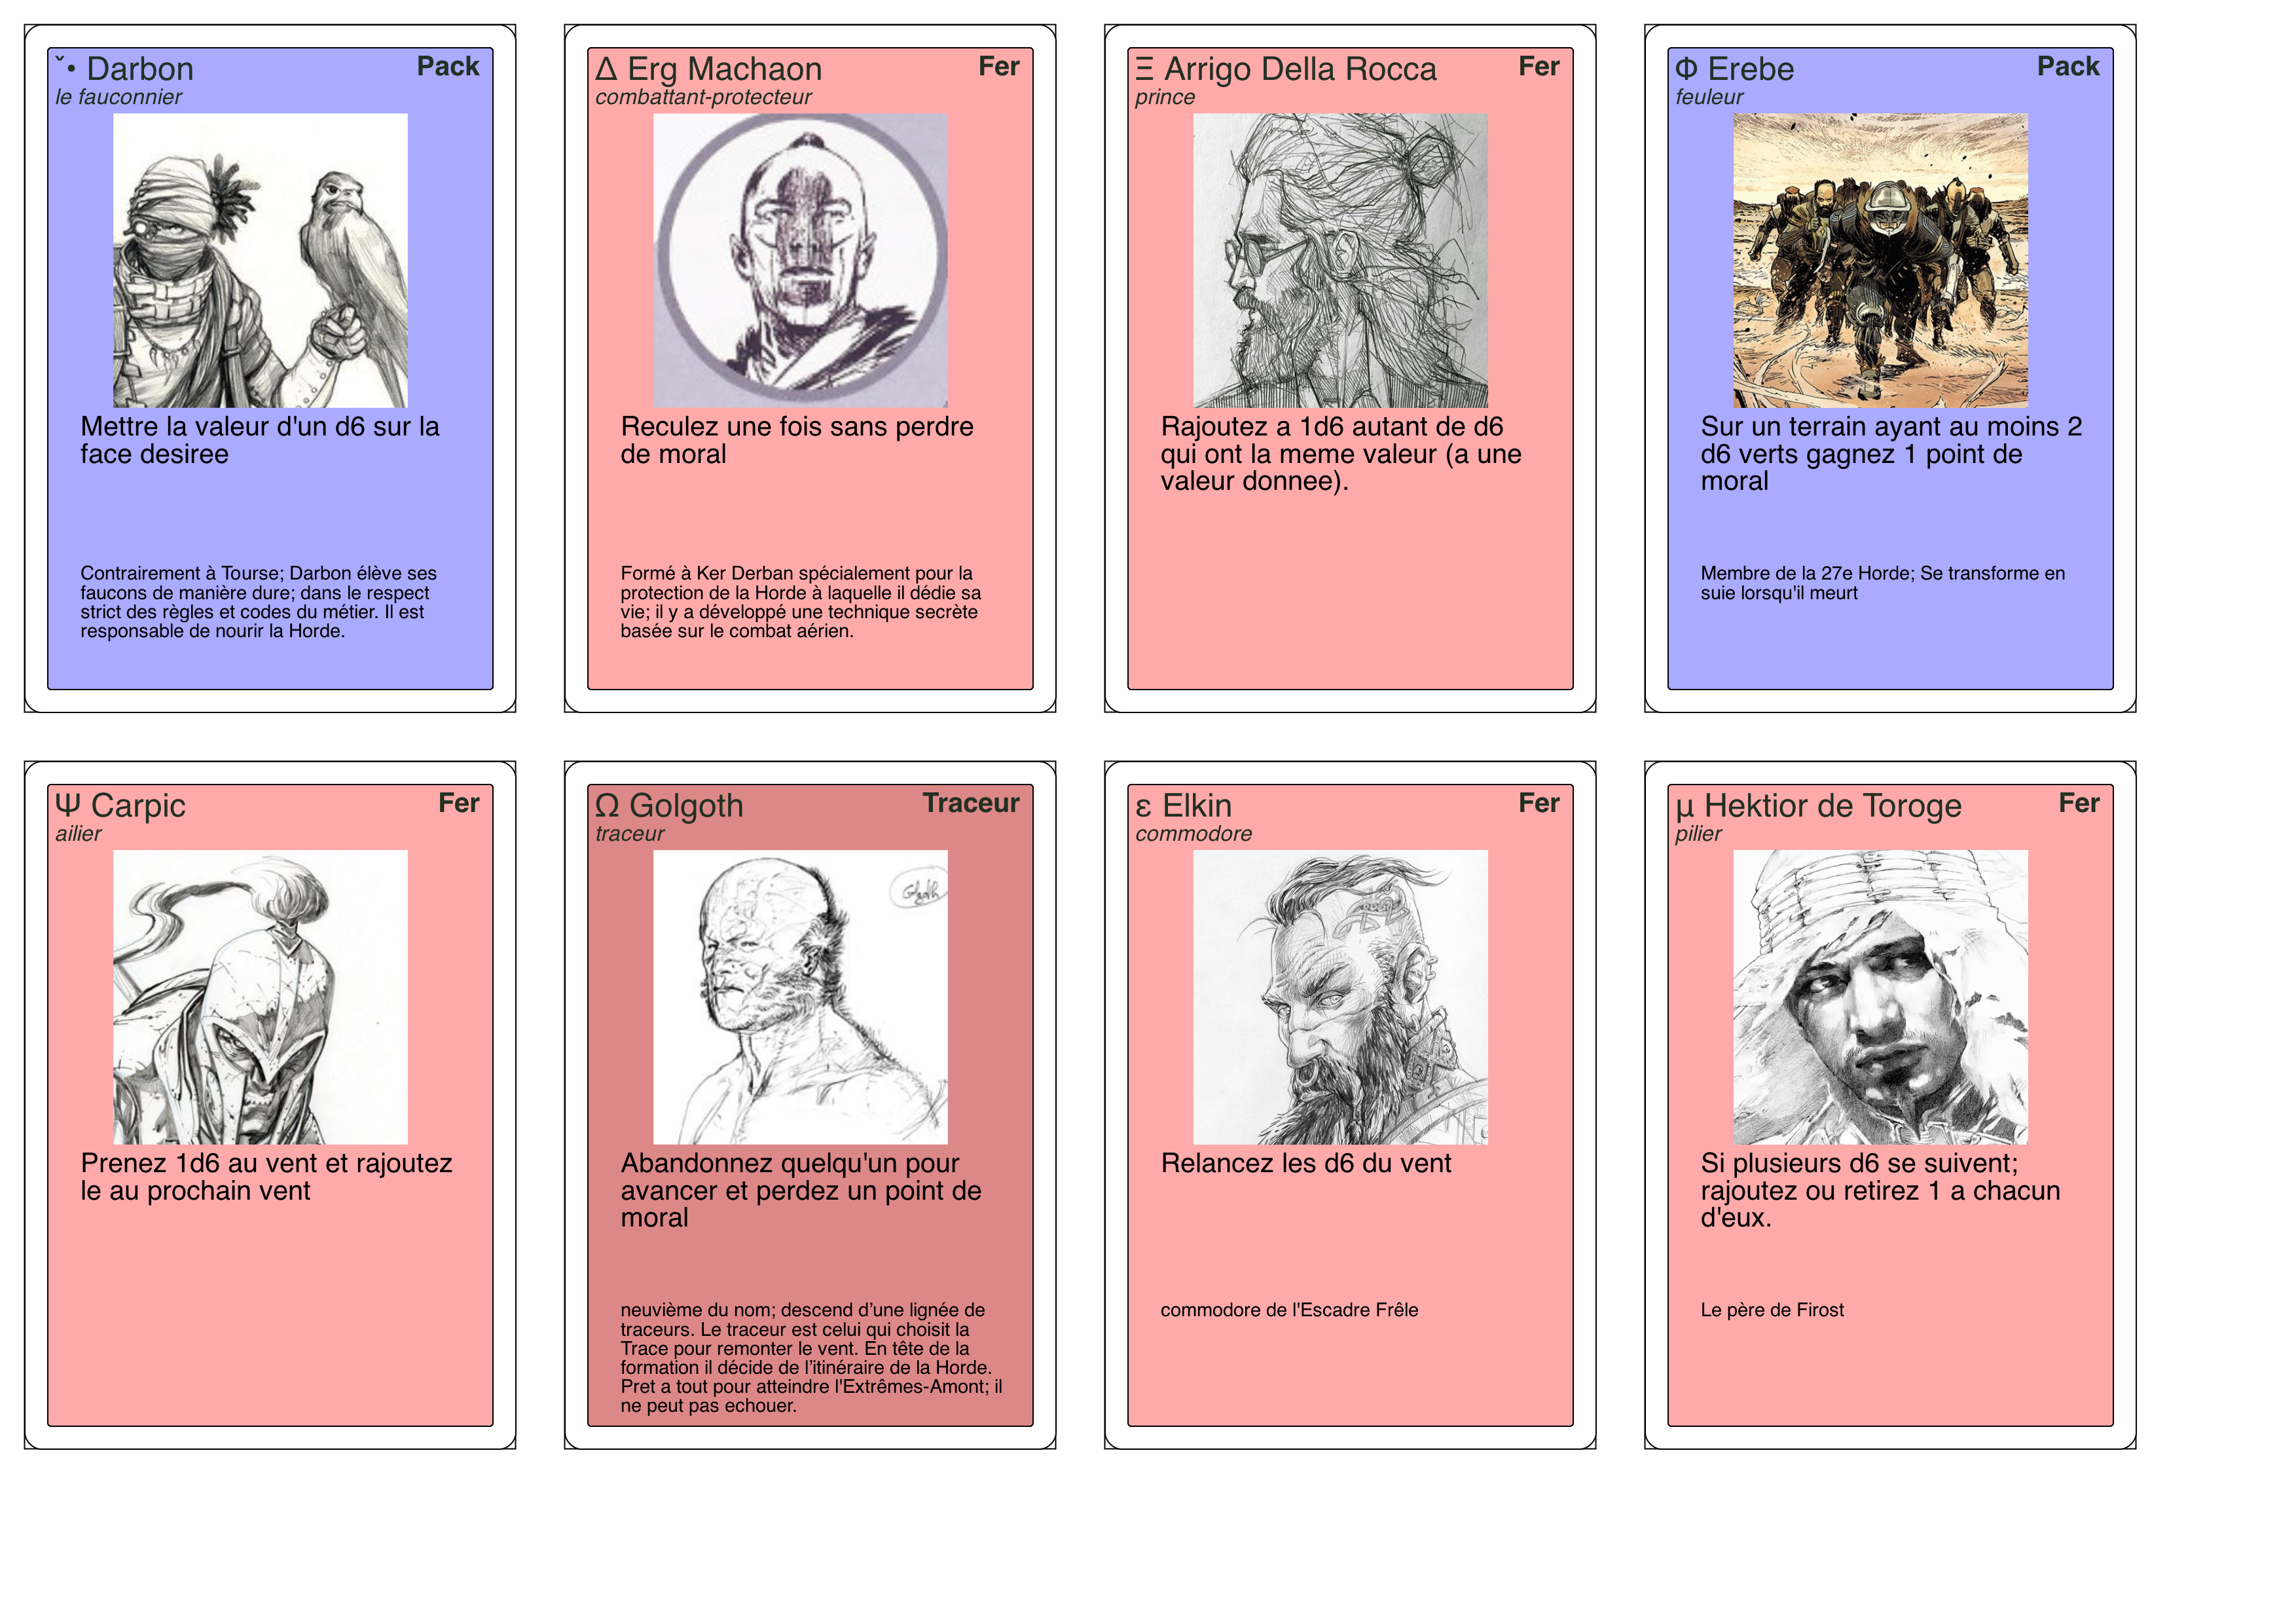 ˇ• Darbon Pack
le fauconnier
Mettre la valeur d'un d6 sur la
face desiree
Contrairement à Tourse; Darbon élève ses
faucons de manière dure; dans le respect
strict des règles et codes du métier. Il est
responsable de nourir la Horde.
Δ Erg Machaon Fer
combattant-protecteur
Reculez une fois sans perdre
de moral
Formé à Ker Derban spécialement pour la
protection de la Horde à laquelle il dédie sa
vie; il y a développé une technique secrète
basée sur le combat aérien.
Ξ Arrigo Della Rocca Fer
prince
Rajoutez a 1d6 autant de d6
qui ont la meme valeur (a une
valeur donnee).
Φ Erebe Pack
feuleur
Sur un terrain ayant au moins 2
d6 verts gagnez 1 point de
moral
Membre de la 27e Horde; Se transforme en
suie lorsqu'il meurt
Ψ Carpic Fer
ailier
Prenez 1d6 au vent et rajoutez
le au prochain vent
Ω Golgoth Traceur
traceur
Golgoth
Abandonnez quelqu'un pour
avancer et perdez un point de
moral
neuvième du nom; descend d’une lignée de
traceurs. Le traceur est celui qui choisit la
Trace pour remonter le vent. En tête de la
formation il décide de l’itinéraire de la Horde.
Pret a tout pour atteindre l'Extrêmes-Amont; il
ne peut pas echouer.
ε Elkin Fer
commodore
Relancez les d6 du vent
commodore de l'Escadre Frêle
μ Hektior de Toroge Fer
pilier
Si plusieurs d6 se suivent;
rajoutez ou retirez 1 a chacun
d'eux.
Le père de Firost